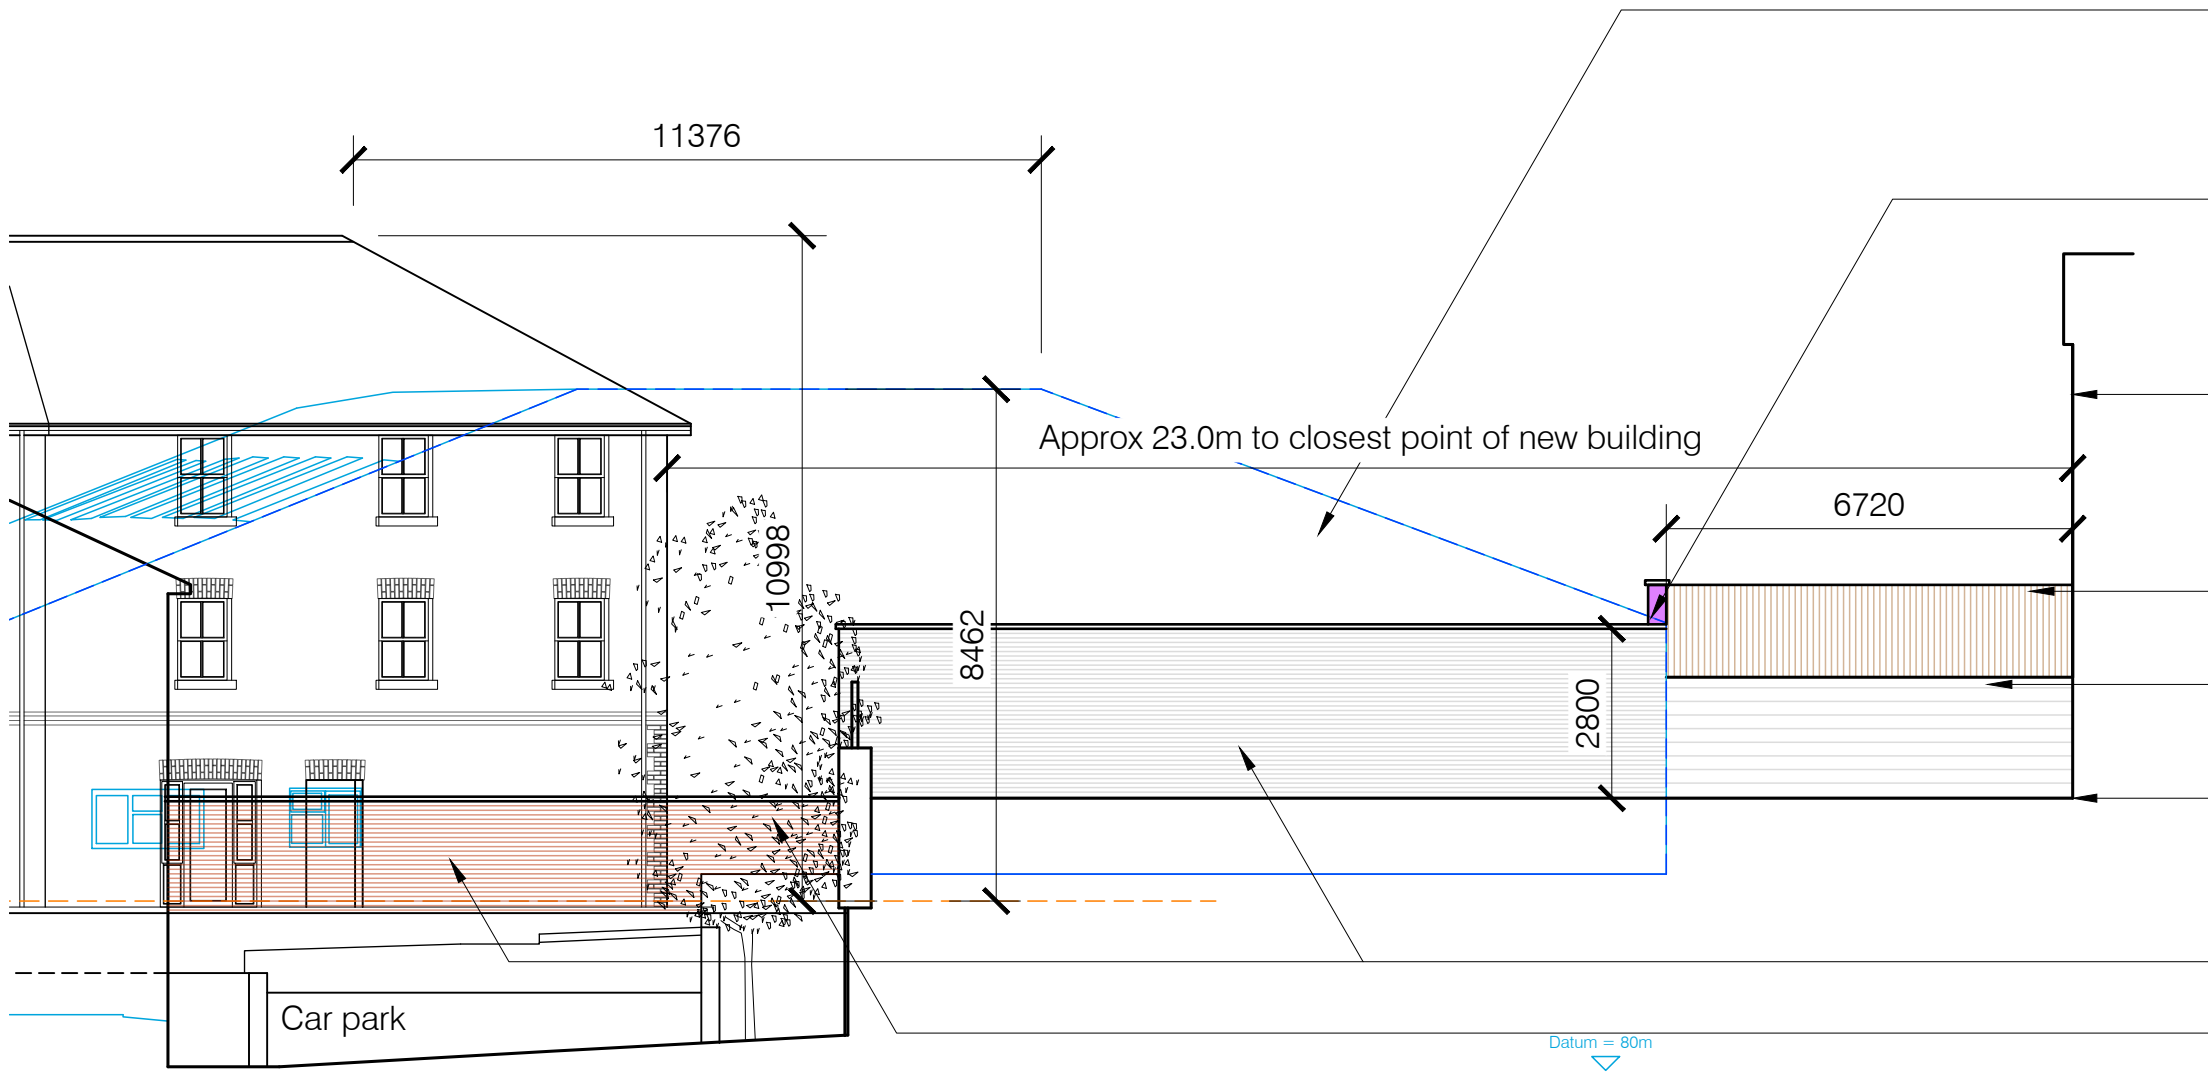 11376
Approx 23.0m to closest point of new building
6720
10998
8462
2800
Car park
Datum = 80m